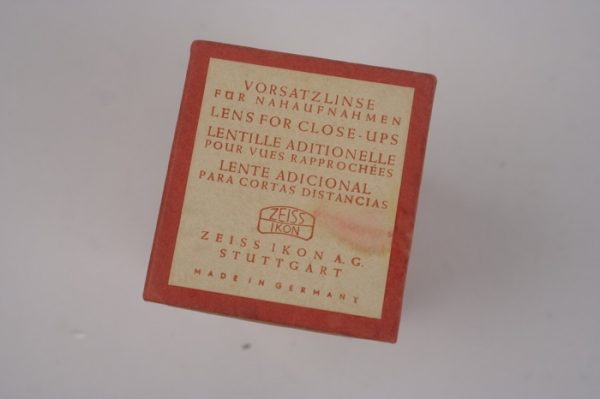 VORSATZLINSE
FÜR NAHAUFNAHMEN
LENS FOR CLOSE-UPS
LENTILLE ADITIONELLE
POUR VUES RAPPROCHÉES
LENTE ADICIONAL
PARA CORTAS DISTANCIAS
ZEISS
IKON
ZEISS IKON A.G.
STUTTGART
MADE IN GERMANY